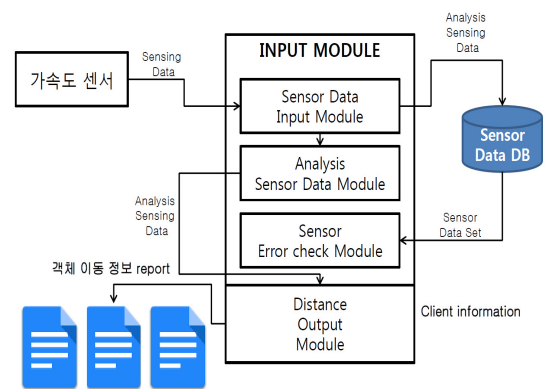 가속도 센서
Sensing
Data
INPUT MODULE
Analysis
Sensing
Data
Sensor Data
Input Module
Sensor
Data DB
Analysis
Sensor Data Module
Analysis
Sensing
Data
Sensor
Error check Module
Sensor
Data Set
객체 이동 정보 report
Distance
Output
Module
Client information